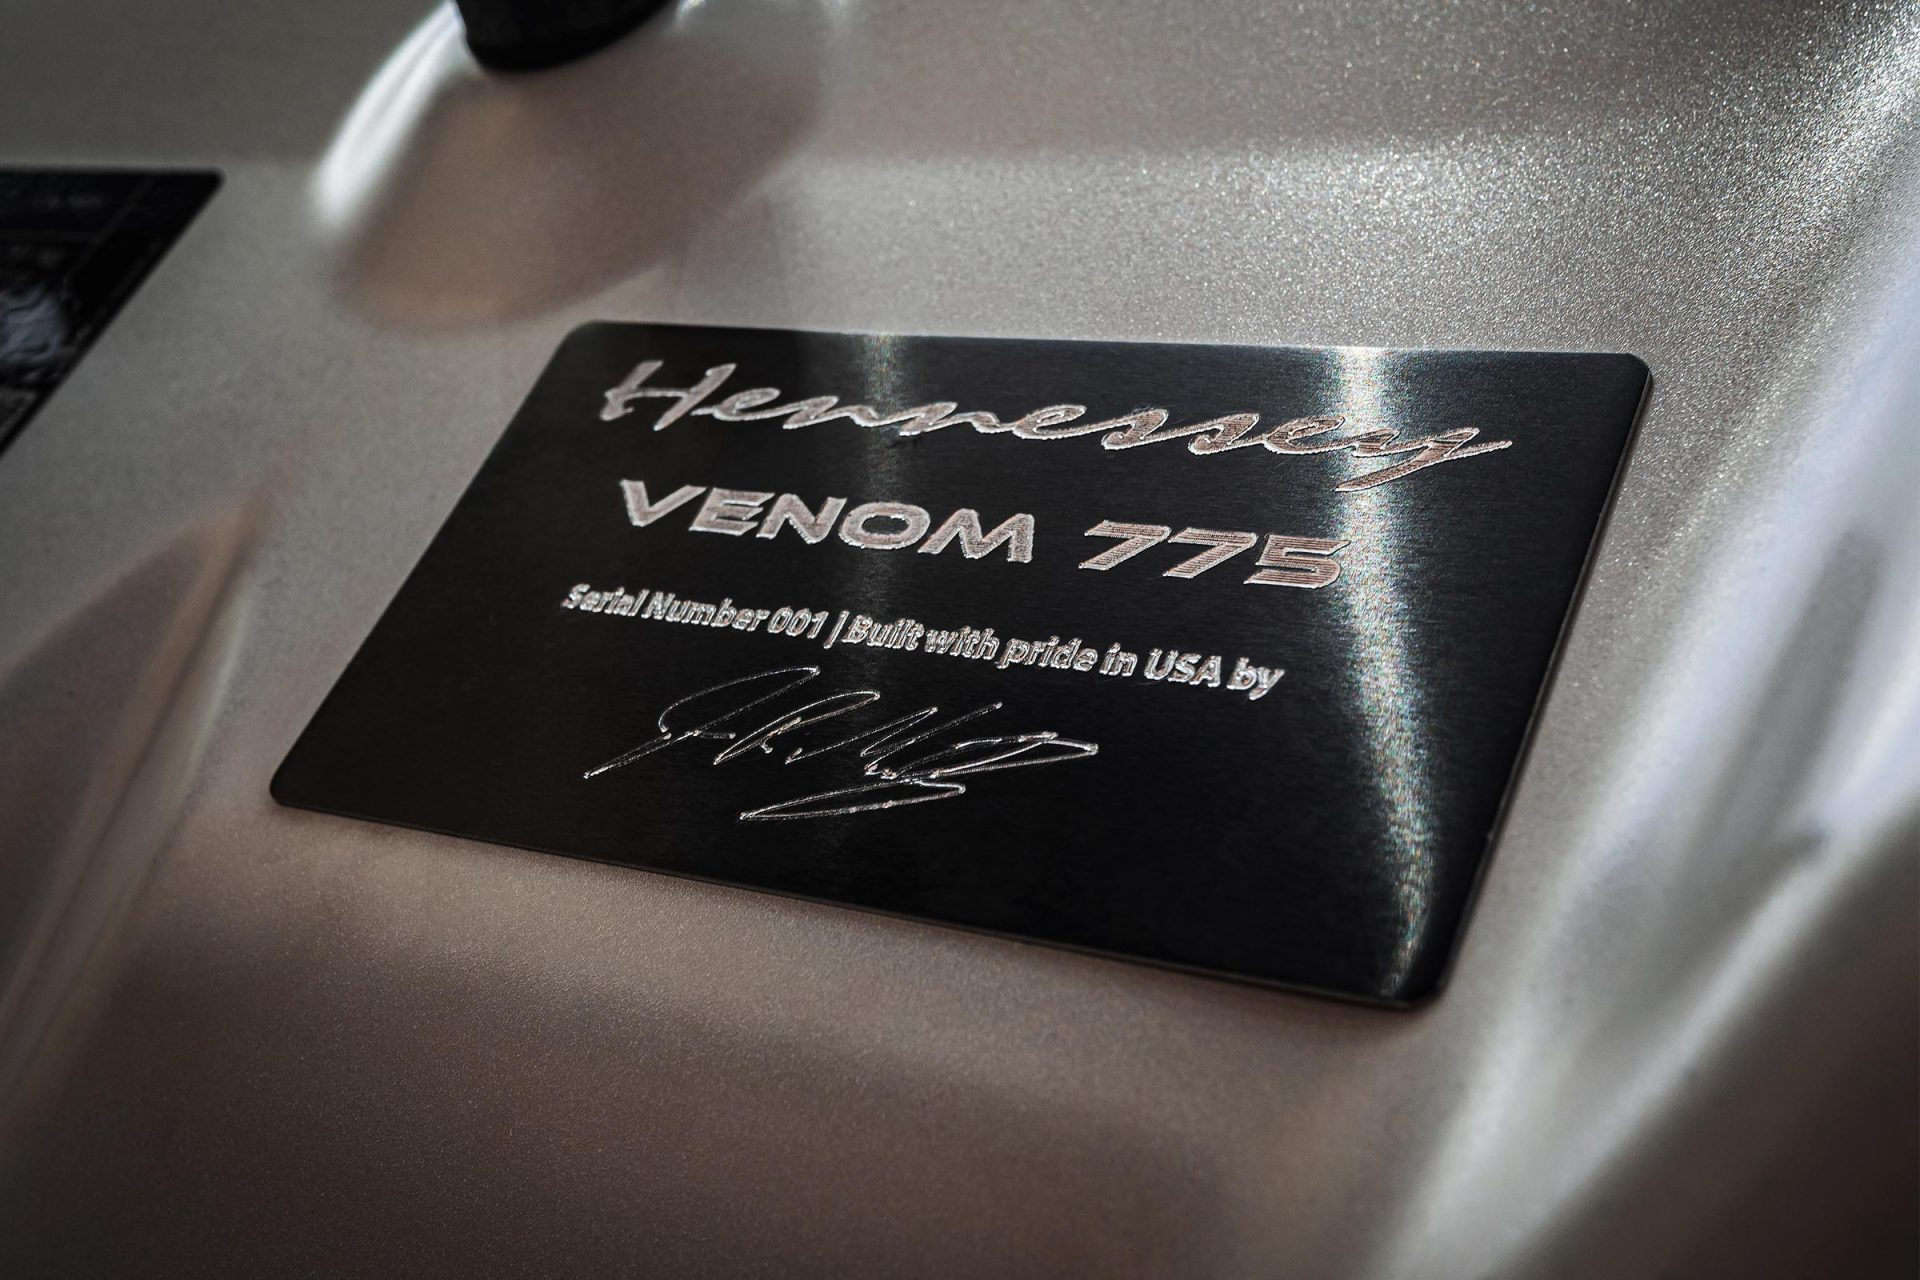 Hennessey
VENOM 775
Serial Number 001 | Built with pride in USA by